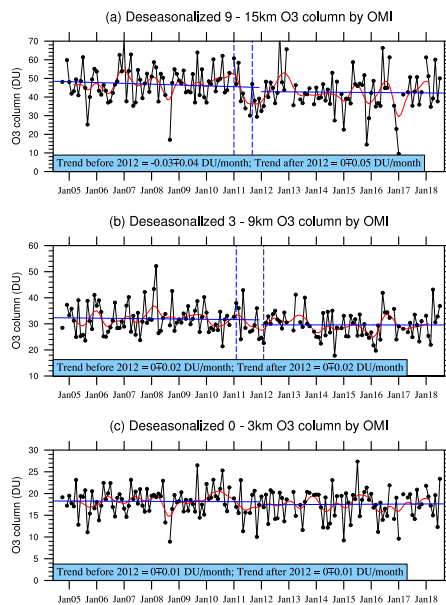 (a) Deseasonalized 9 - 15km O3 column by OMI
O3 column (DU)
70
60
50
40
30
20
10
0
Trend before 2012 = -0.03∓0.04 DU/month; Trend after 2012 = 0∓0.05 DU/month
Jan05 Jan06 Jan07 Jan08 Jan09 Jan10 Jan11 Jan12 Jan13 Jan14 Jan15 Jan16 Jan17 Jan18
(b) Deseasonalized 3 - 9km O3 column by OMI
O3 column (DU)
60
50
40
30
20
10
Trend before 2012 = 0∓0.02 DU/month; Trend after 2012 = 0∓0.02 DU/month
Jan05 Jan06 Jan07 Jan08 Jan09 Jan10 Jan11 Jan12 Jan13 Jan14 Jan15 Jan16 Jan17 Jan18
(c) Deseasonalized 0 - 3km O3 column by OMI
O3 column (DU)
30
25
20
15
10
5
0
Trend before 2012 = 0∓0.01 DU/month; Trend after 2012 = 0∓0.01 DU/month
Jan05 Jan06 Jan07 Jan08 Jan09 Jan10 Jan11 Jan12 Jan13 Jan14 Jan15 Jan16 Jan17 Jan18